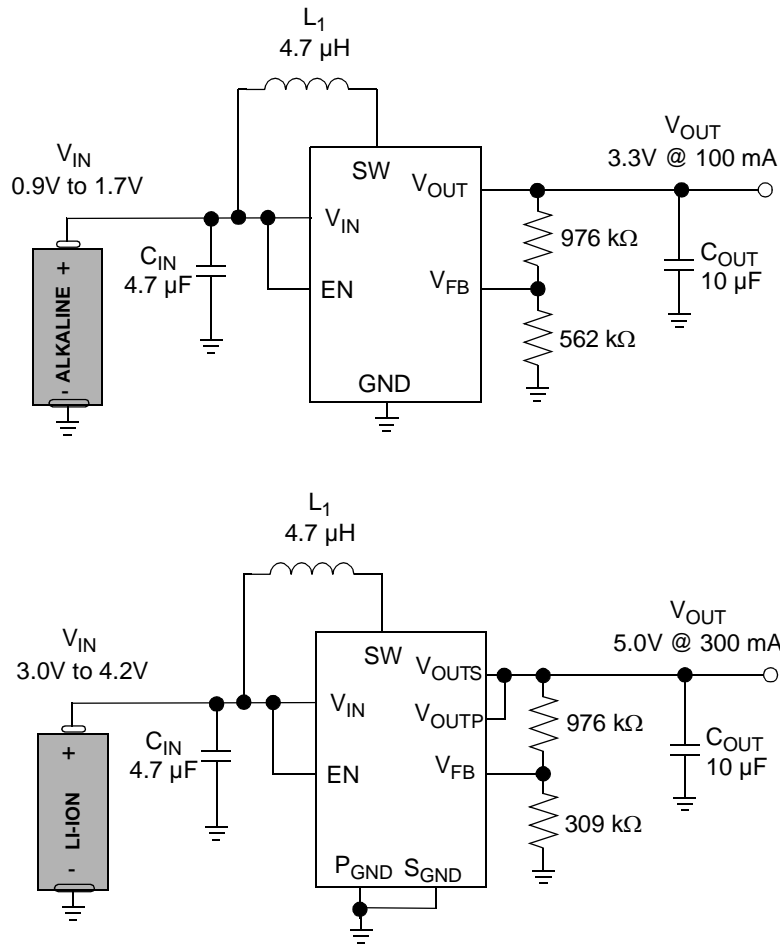 L1
4.7 µH
VIN
0.9V to 1.7V
VOUT
3.3V @ 100 mA
SW
VOUT
VIN
976 kΩ
CIN
4.7 µF
COUT
10 µF
EN
VFB
+
ALKALINE
-
562 kΩ
GND
L1
4.7 µH
VIN
3.0V to 4.2V
VOUT
5.0V @ 300 mA
SW
VOUTS
VIN
VOUTP
976 kΩ
CIN
4.7 µF
COUT
10 µF
EN
VFB
+
LI-ION
-
309 kΩ
PGND
SGND